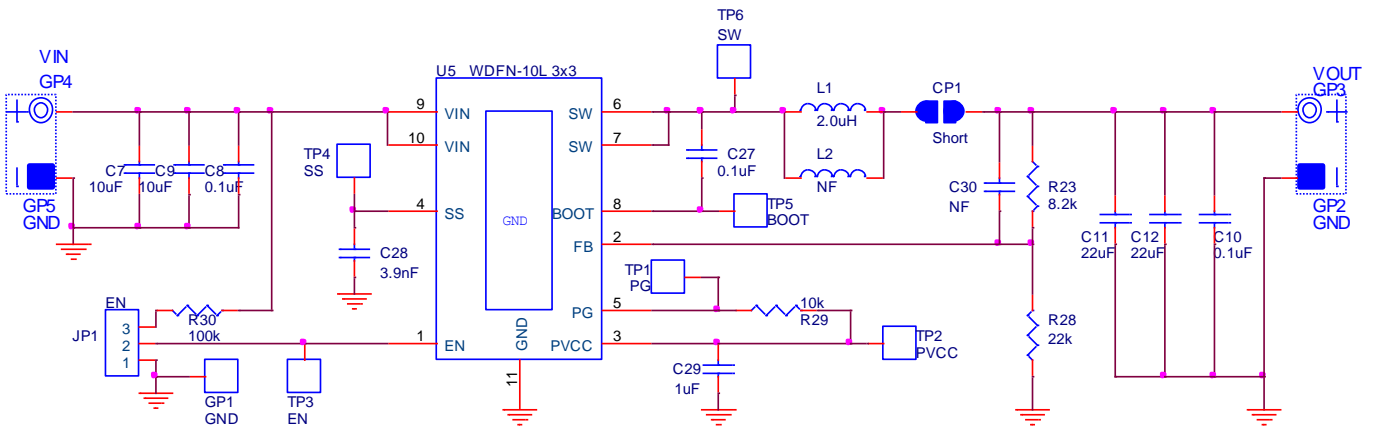 TP6
SW
VIN
GP4
U5 WDFN-10L 3x3
VOUT
GP3
L1
2.0uH
CP1
Short
9
VIN
SW
6
10
VIN
SW
7
TP4
SS
C7
10uF
C9
10uF
C8
0.1uF
C27
0.1uF
L2
NF
C30
NF
R23
8.2k
GP5
GND
4
SS
GND
BOOT
8
TP5
BOOT
GP2
GND
FB
2
C28
3.9nF
C11
22uF
C12
22uF
C10
0.1uF
TP1
PG
EN
JP1
3
2
1
R30
100k
PG
5
10k
R29
R28
22k
1
EN
GND
PVCC
3
TP2
PVCC
11
C29
1uF
GP1
GND
TP3
EN